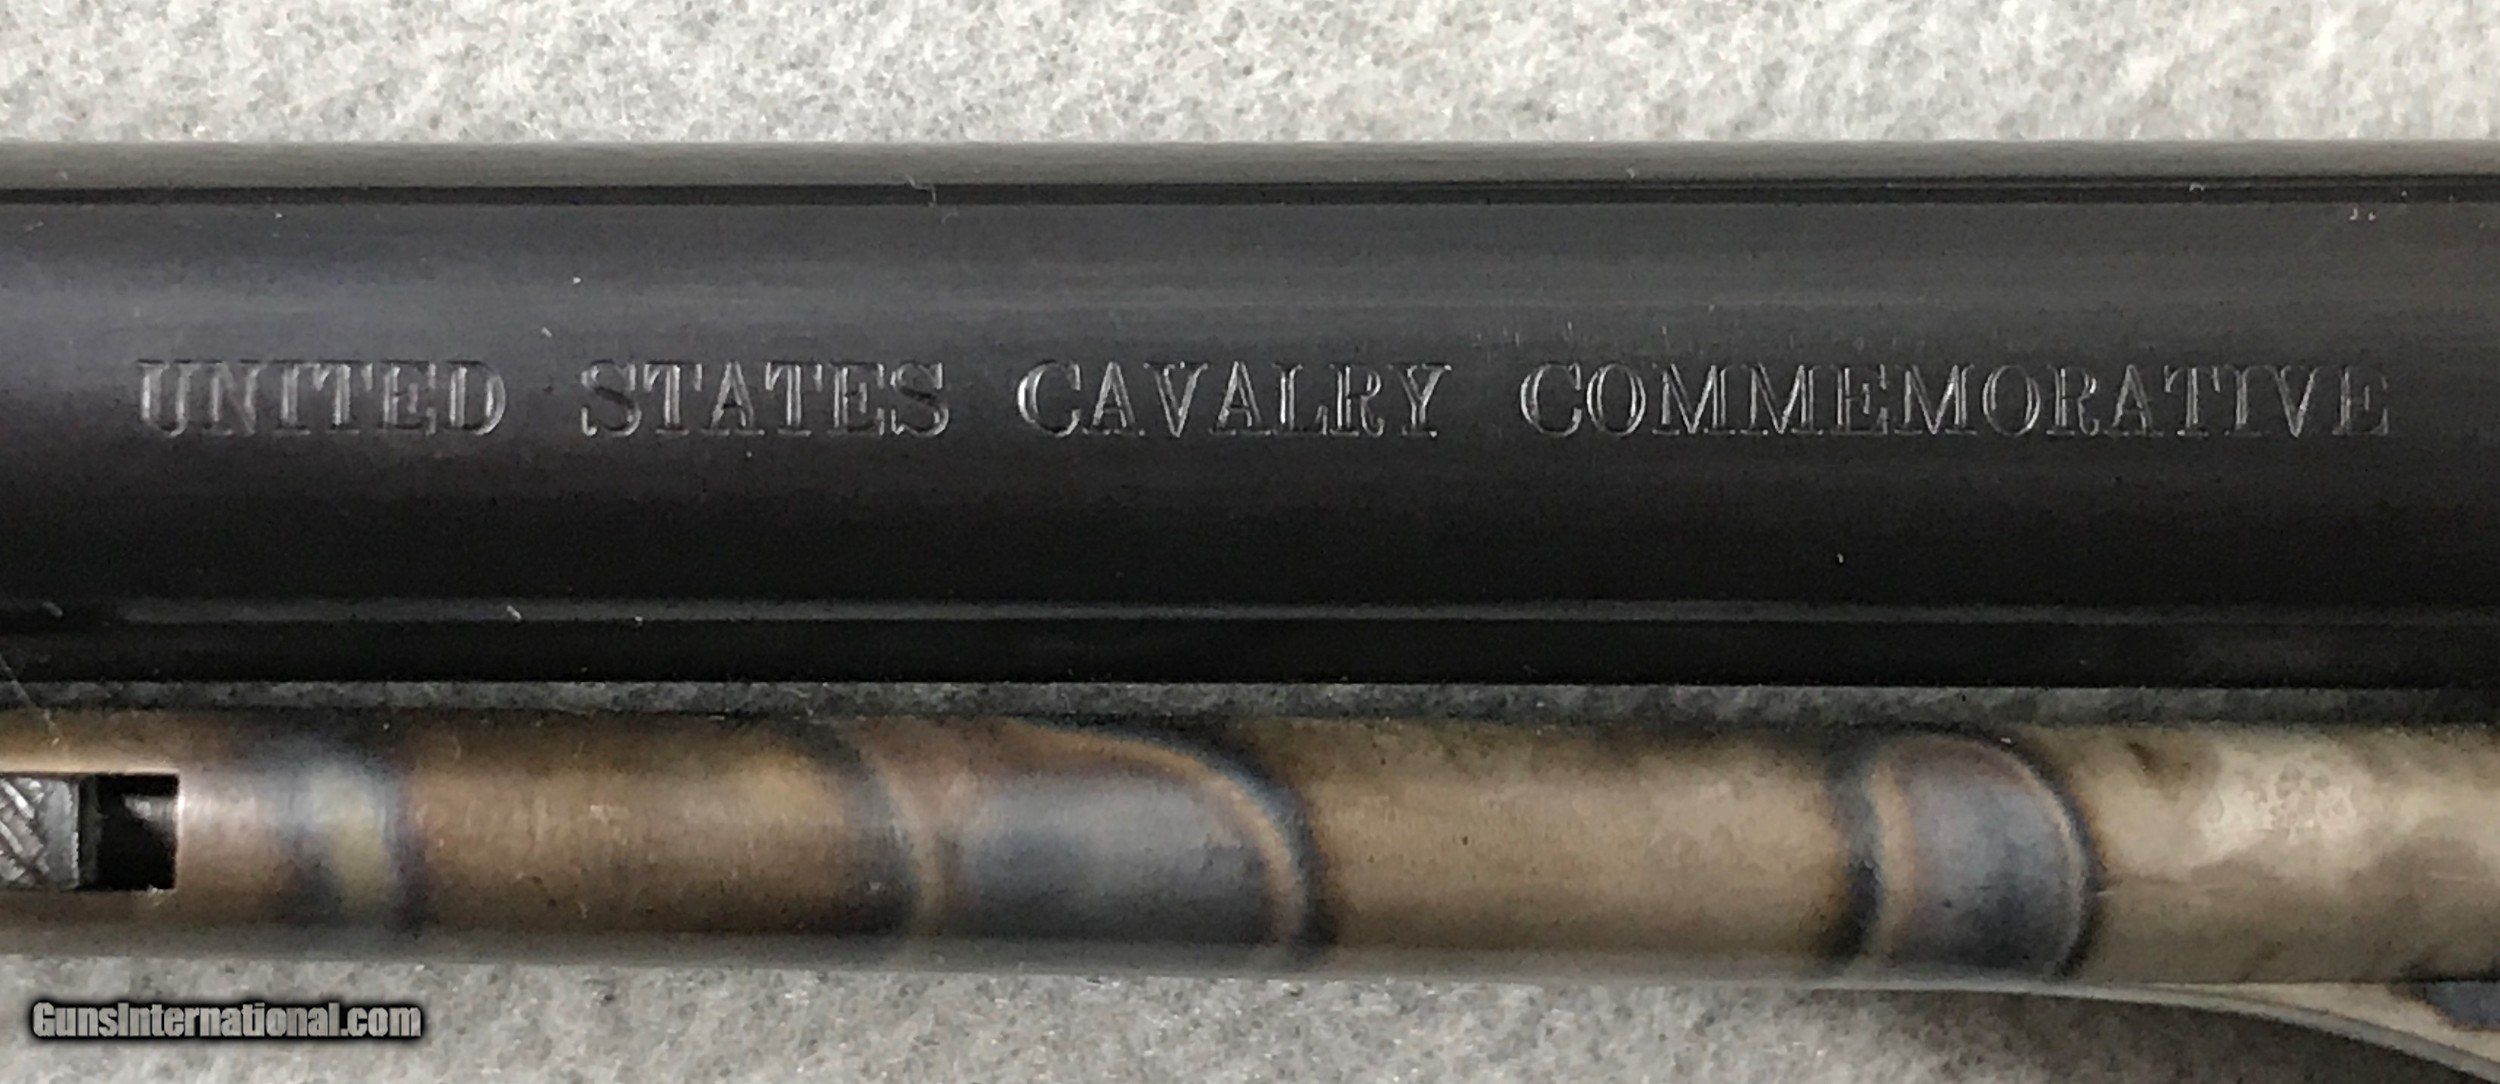 UNITED STATES CAVALRY COMMEMORATIVE
GunsInternational.com